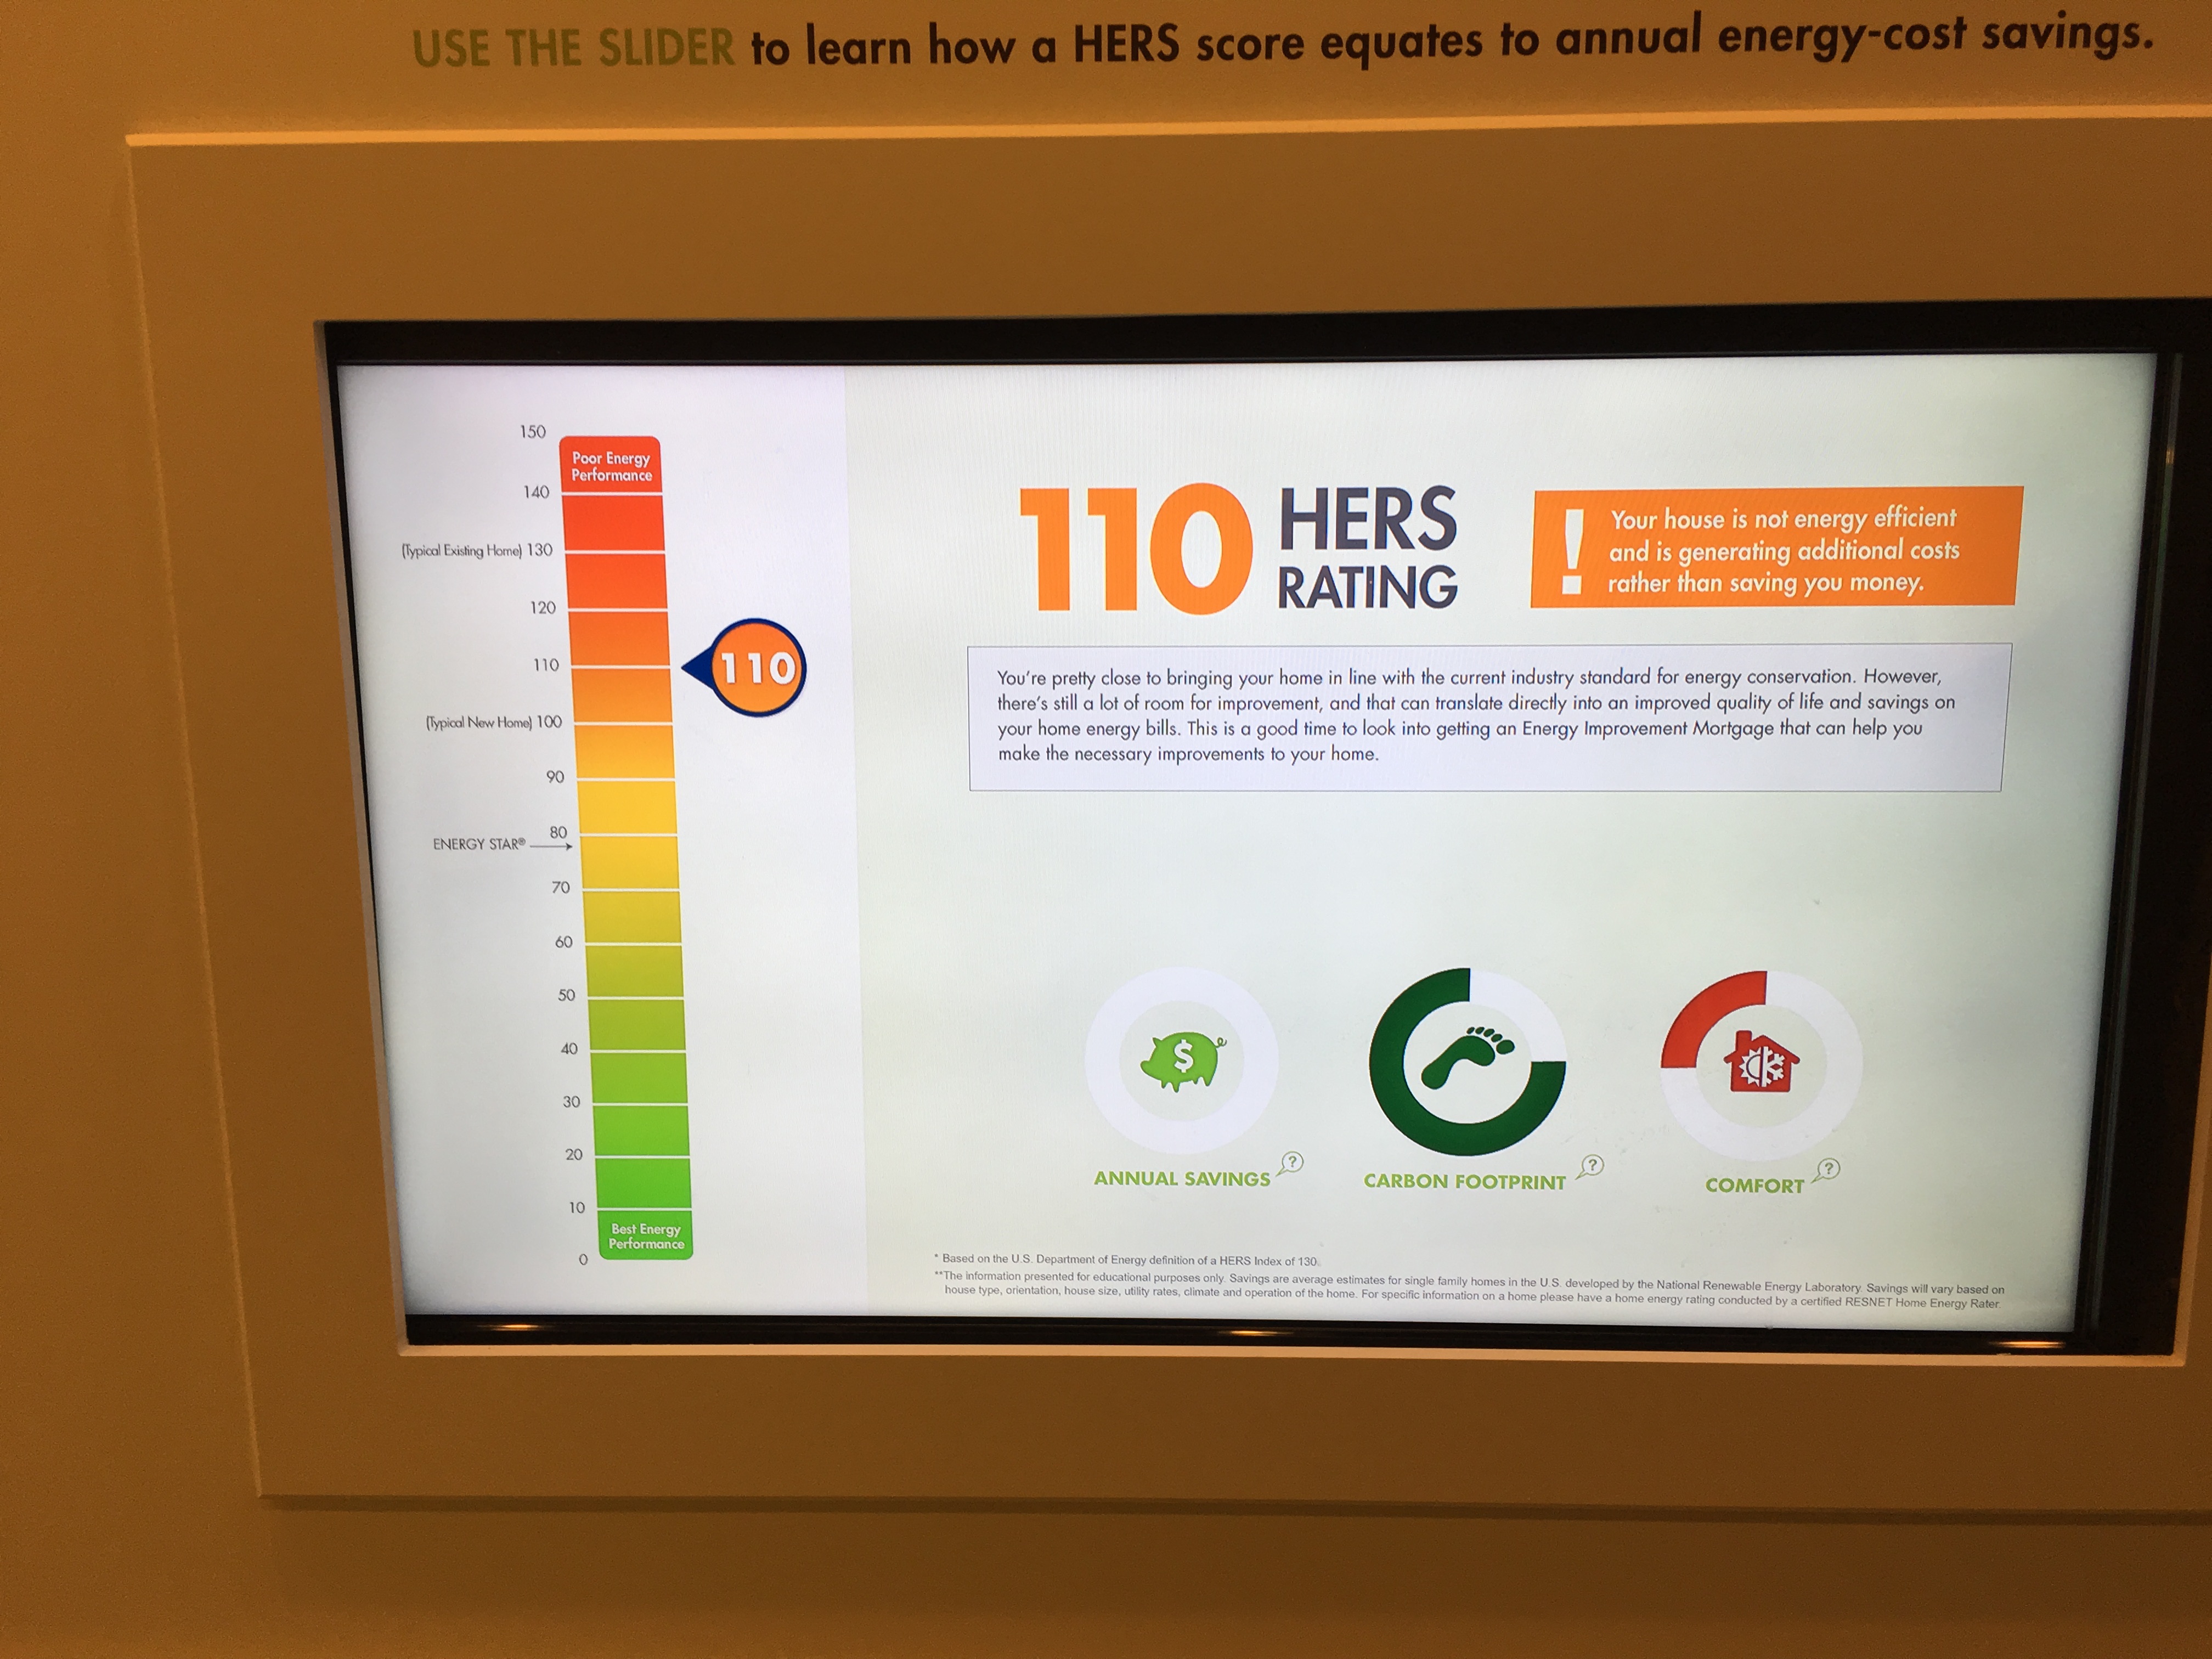 USE THE SLIDER to learn how a HERS score equates to annual energy-cost savings.
150
Poor Energy
Performance
140
(Typical Existing Home) 130
120
110
110
(Typical New Home) 100
90
80
ENERGY STAR®
70
60
50
40
30
20
10
Best Energy
Performance
0
110 HERS
RATING
! Your house is not energy efficient
and is generating additional costs
rather than saving you money.
You're pretty close to bringing your home in line with the current industry standard for energy conservation. However,
there's still a lot of room for improvement, and that can translate directly into an improved quality of life and savings on
your home energy bills. This is a good time to look into getting an Energy Improvement Mortgage that can help you
make the necessary improvements to your home.
$
ANNUAL SAVINGS ?
CARBON FOOTPRINT ?
COMFORT ?
* Based on the U.S. Department of Energy definition of a HERS Index of 130.
**The information presented for educational purposes only. Savings are average estimates for single family homes in the U.S. developed by the National Renewable Energy Laboratory. Savings will vary based on
house type, orientation, house size, utility rates, climate and operation of the home. For specific information on a home please have a home energy rating conducted by a certified RESNET Home Energy Rater.